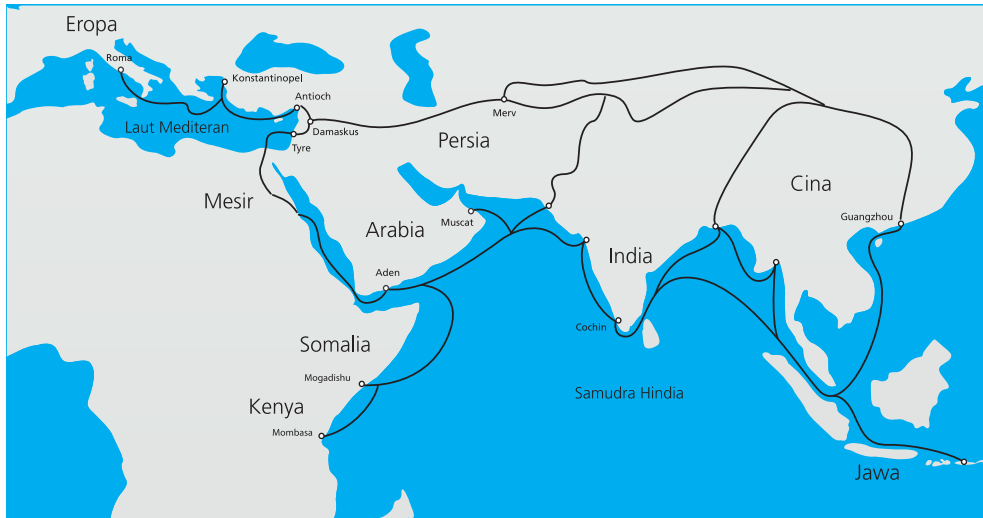 Eropa
Roma
Konstantinopel
Antioch
Laut Mediteran
Damaskus
Merv
Tyre
Persia
Cina
Mesir
Muscat
Guangzhou
Arabia
India
Aden
Cochin
Somalia
Mogadishu
Samudra Hindia
Kenya
Mombasa
Jawa